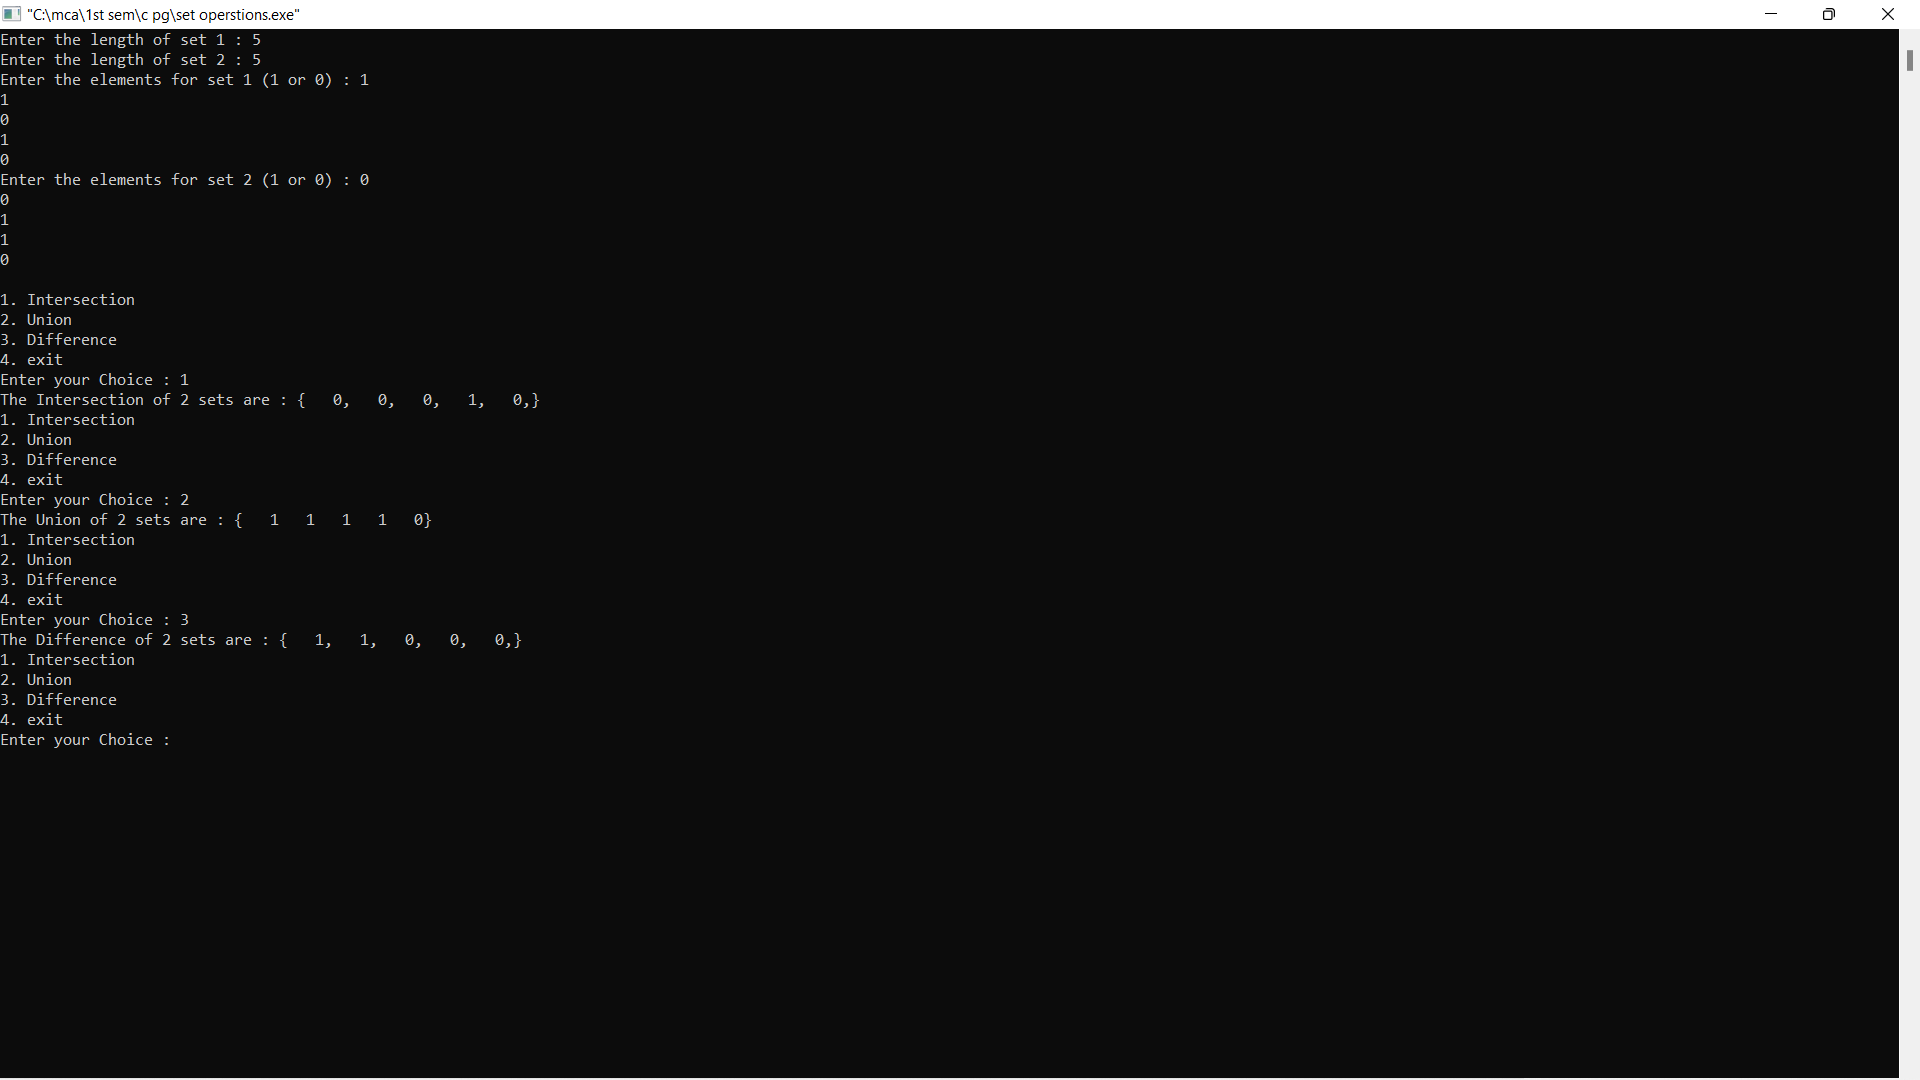 "C:\mca\1st sem\c pg\set operstions.exe"
Enter the length of set 1 : 5
Enter the length of set 2 : 5
Enter the elements for set 1 (1 or 0) : 1
1
0
1
0
Enter the elements for set 2 (1 or 0) : 0
0
1
1
0
1. Intersection
2. Union
3. Difference
4. exit
Enter your Choice : 1
The Intersection of 2 sets are : {   0,   0,   0,   1,   0,}
1. Intersection
2. Union
3. Difference
4. exit
Enter your Choice : 2
The Union of 2 sets are : {   1   1   1   1   0}
1. Intersection
2. Union
3. Difference
4. exit
Enter your Choice : 3
The Difference of 2 sets are : {   1,   1,   0,   0,   0,}
1. Intersection
2. Union
3. Difference
4. exit
Enter your Choice :